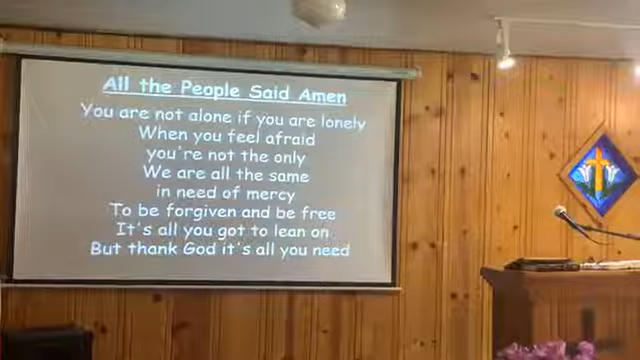 All the People Said Amen
You are not alone if you are lonely
When you feel afraid
you're not the only
We are all the same
in need of mercy
To be forgiven and be free
It's all you got to lean on
But thank God it's all you need